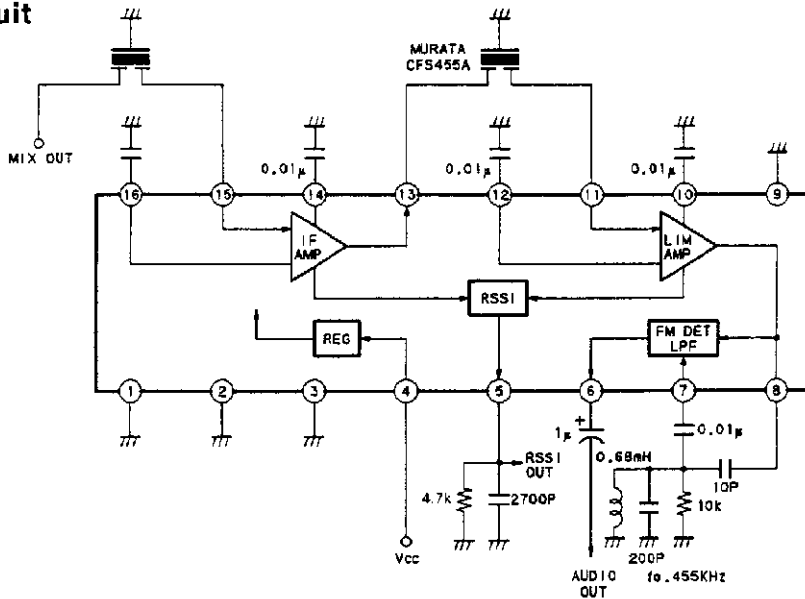 uit
MURATA
CFS455A
MIX OUT
0.01μ
0.01μ
0.01μ
16
15
14
13
12
11
10
9
IF
AMP
LIM
AMP
RSSI
REG
FM DET
LPF
1
2
3
4
5
6
7
8
1μ
+
0.01μ
RSSI
OUT
0.68mH
4.7k
2700P
10P
10k
200P
Vcc
AUDIO
OUT
fo.455KHz